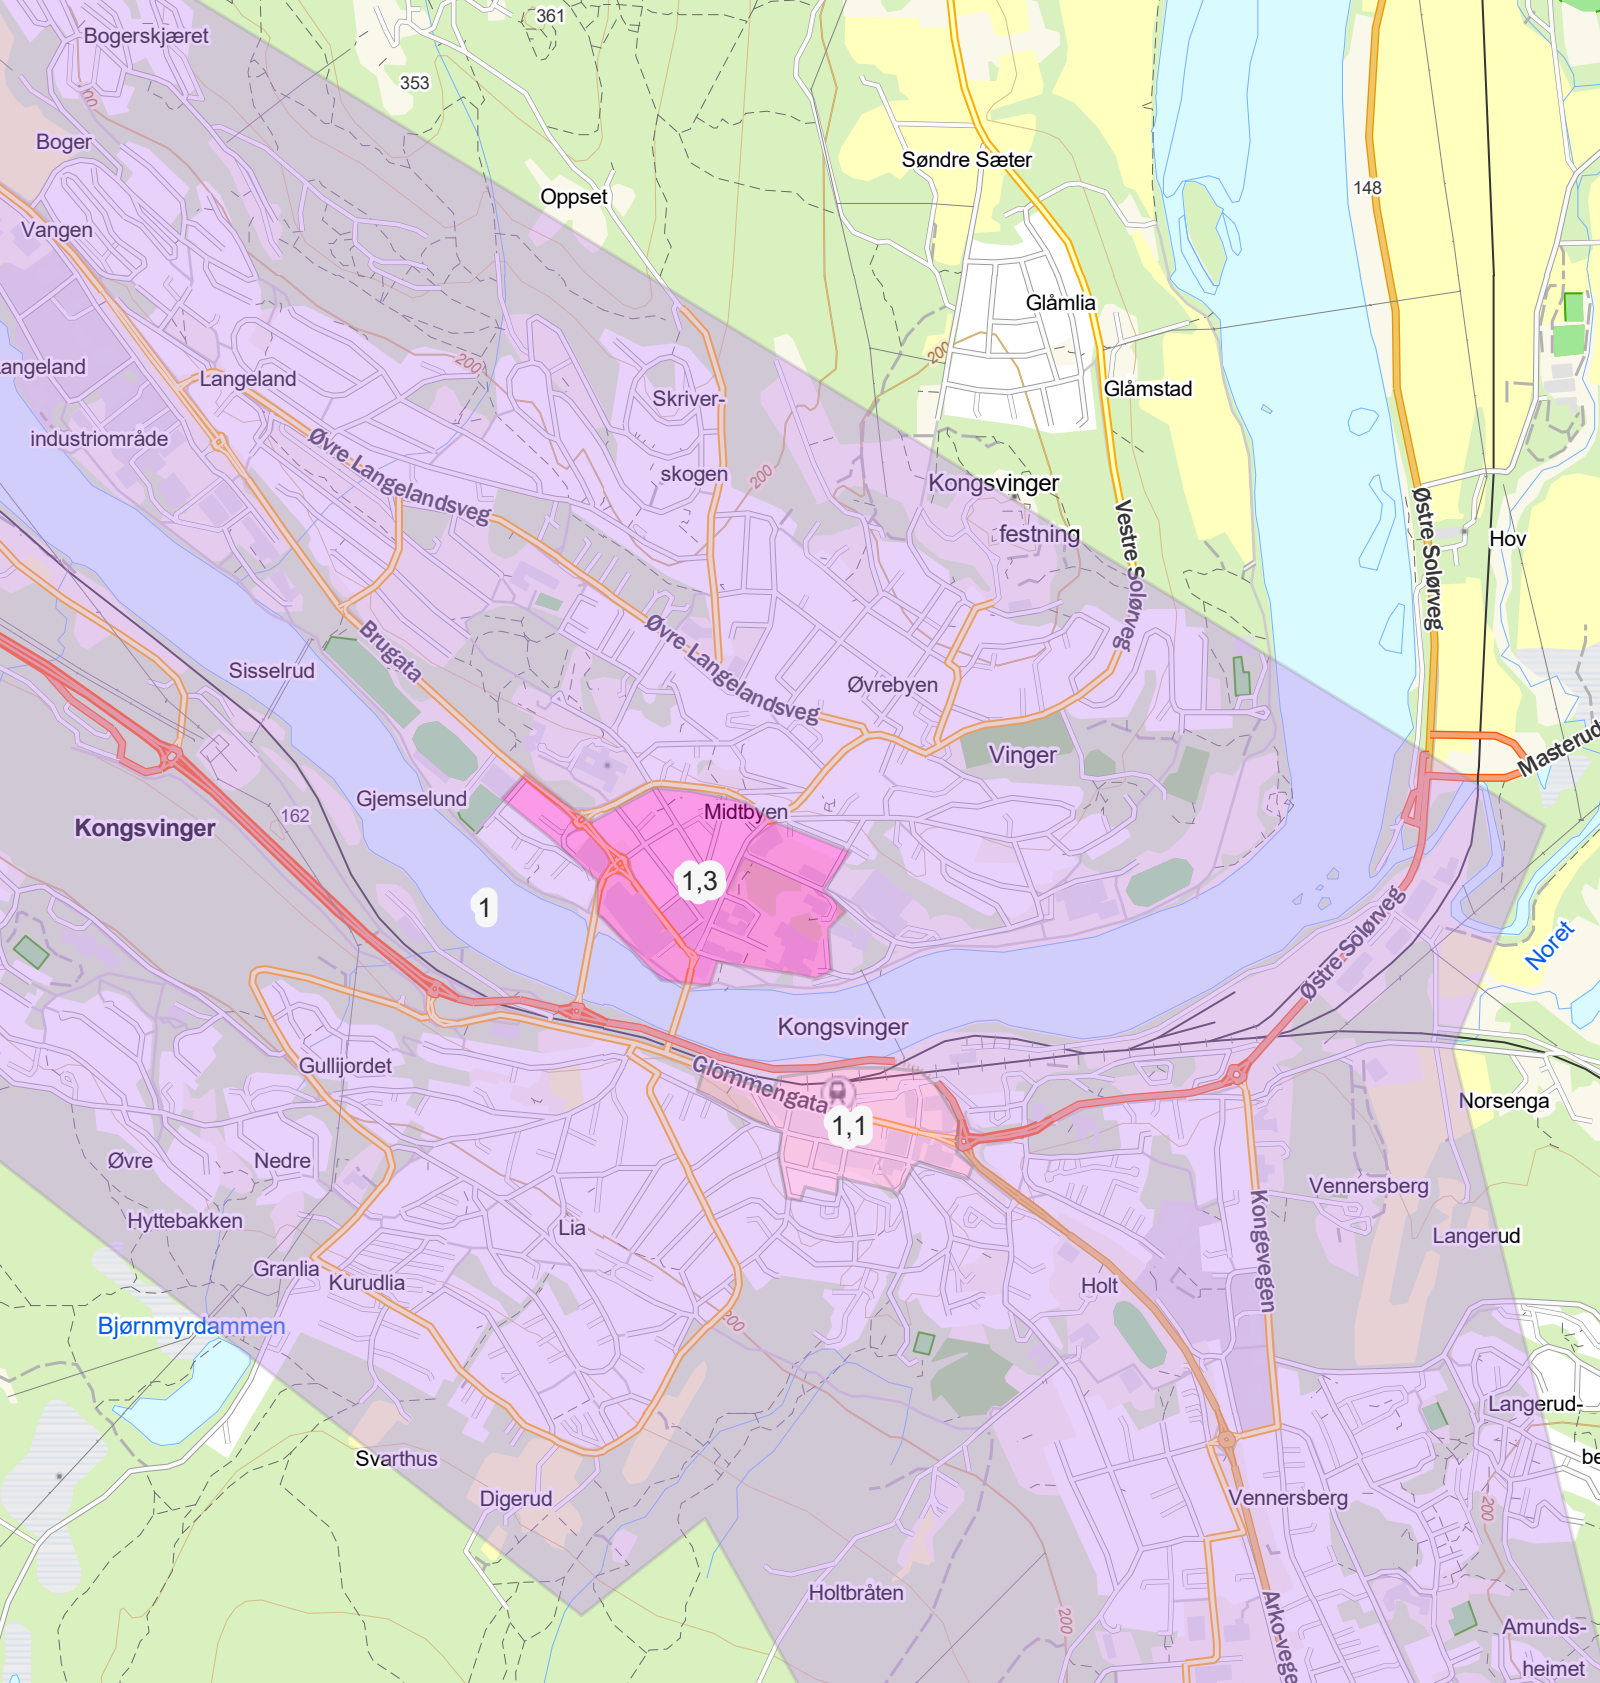 361
Bogerskjæret
353
200
Boger
Søndre Sæter
148
Oppset
Vangen
Glåmlia
200
200
angeland
Langeland
Glåmstad
Skriver-
industriområde
Øvre Langelandsveg
skogen
200
Kongsvinger
festning
Vestre Solørveg
Østre Solørveg
Hov
Brugata
Øvre Langelandsveg
Sisselrud
Øvrebyen
Vinger
Masterud
Gjemselund
Midtbyen
162
Kongsvinger
1,3
1
Østre Solørveg
Noret
Kongsvinger
Gullijordet
Glommengata
Norsenga
1,1
Øvre
Nedre
Vennersberg
Hyttebakken
Lia
Kongevegen
Langerud
Granlia
Kurudlia
Holt
Bjørnmyrdammen
200
Langerud-
be
Svarthus
Digerud
Vennersberg
200
Holtbråten
200
Arko-vege
Amunds-
heimet